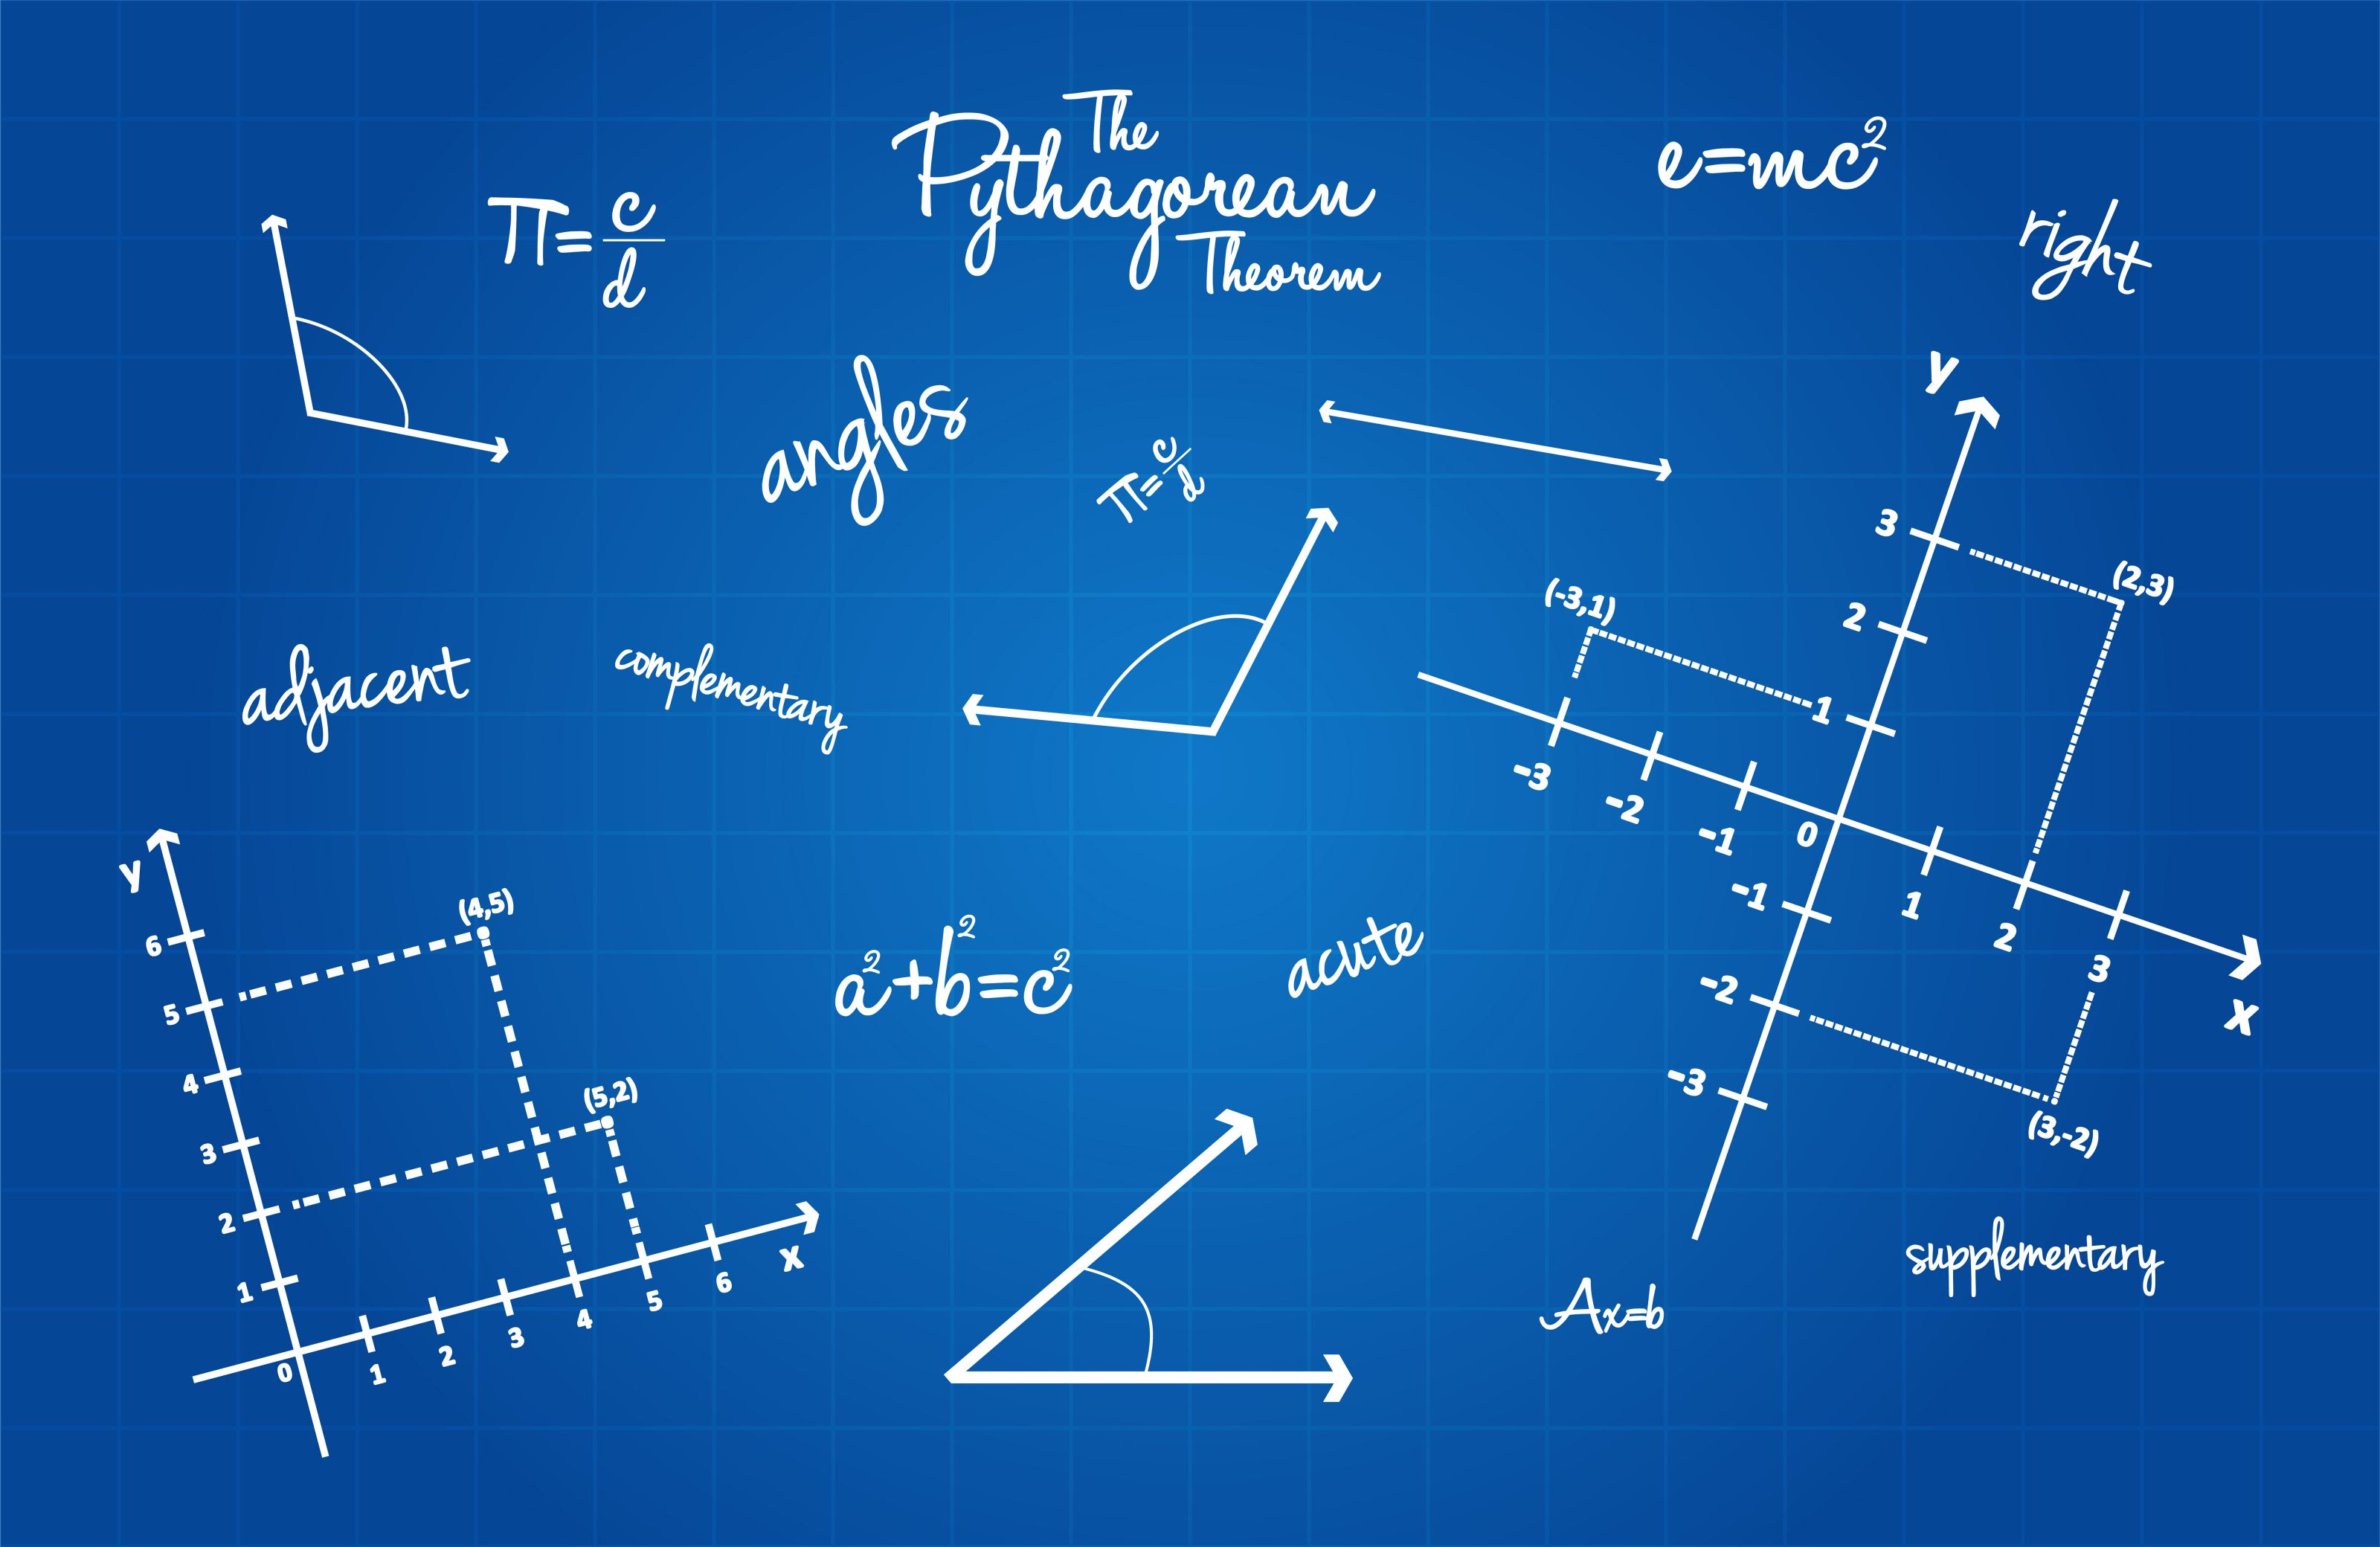 The
Pythagorean
Theorem
e=mc²
right
π=c/d
angles
π=c/d
y
3
(2,3)
(-3,1)
2
1
adjacent
complementary
-3
-2
-1
0
-1
1
2
3
-2
x
-3
(3,-2)
y
(4,5)
6
5
4
3
2
1
(5,2)
0
1
2
3
4
5
6
x
a²+b²=c²
acute
Ax=b
supplementary